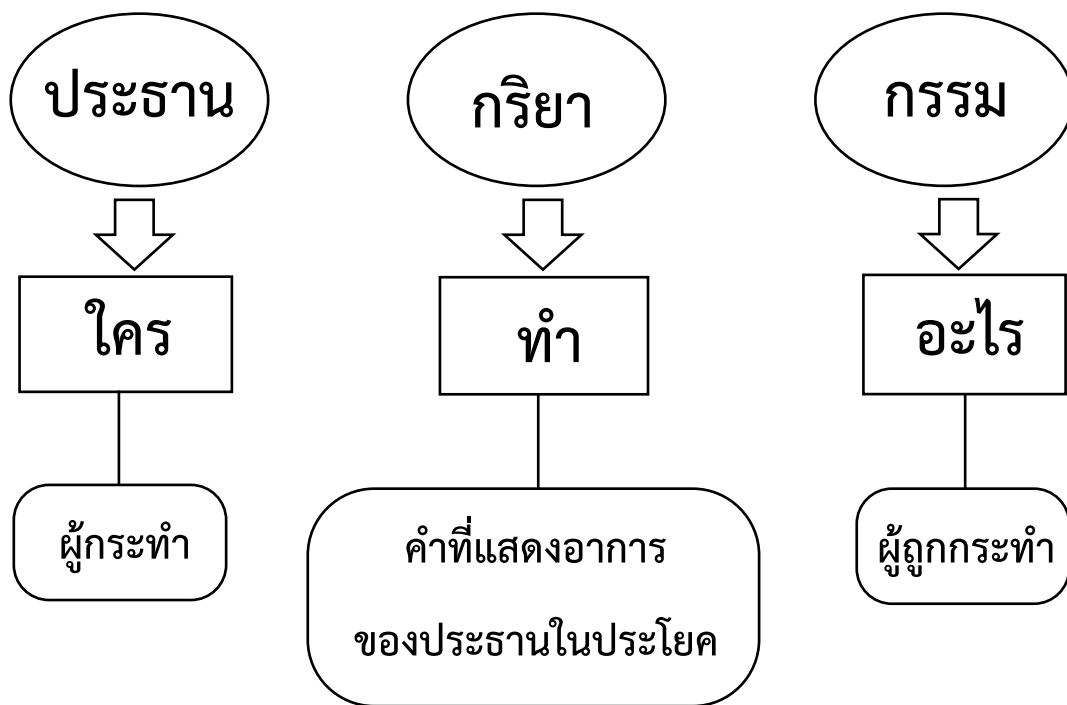 ประธาน
กริยา
กรรม
ใคร
ทำ
อะไร
ผู้กระทำ
คำที่แสดงอาการ
ของประธานในประโยค
ผู้ถูกกระทำ